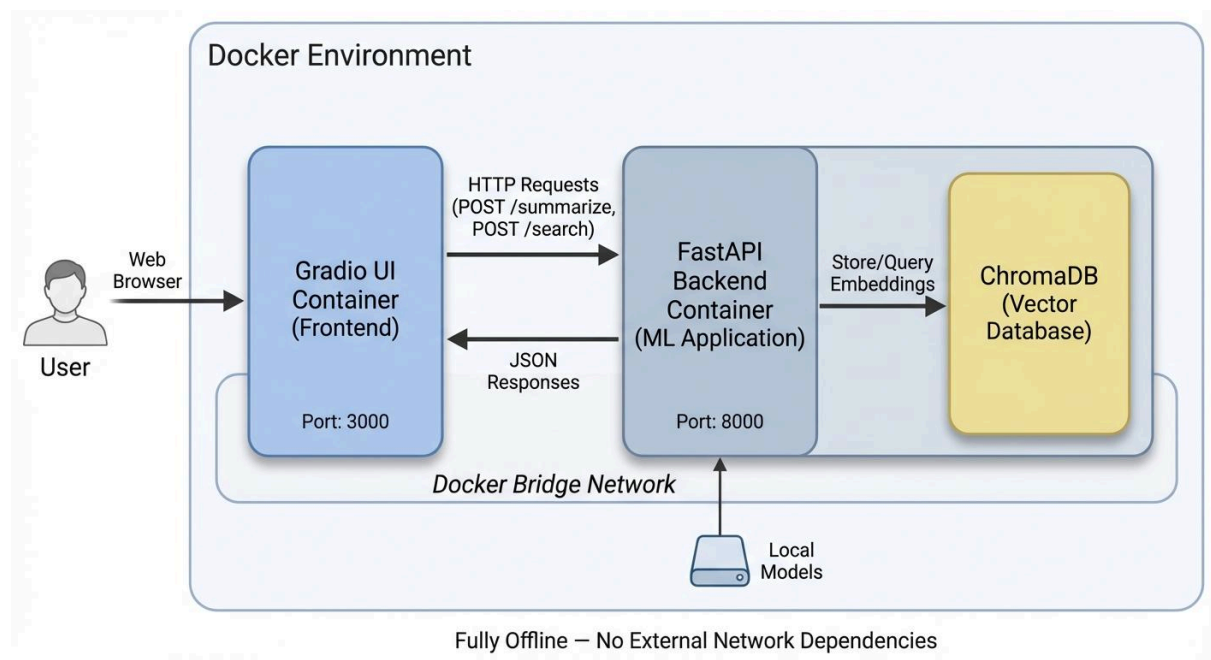 Docker Environment
Web
Browser
User
Gradio UI
Container
(Frontend)
Port: 3000
HTTP Requests
(POST /summarize,
POST /search)
JSON
Responses
FastAPI
Backend
Container
(ML Application)
Port: 8000
Store/Query
Embeddings
ChromaDB
(Vector
Database)
Docker Bridge Network
Local
Models
Fully Offline — No External Network Dependencies